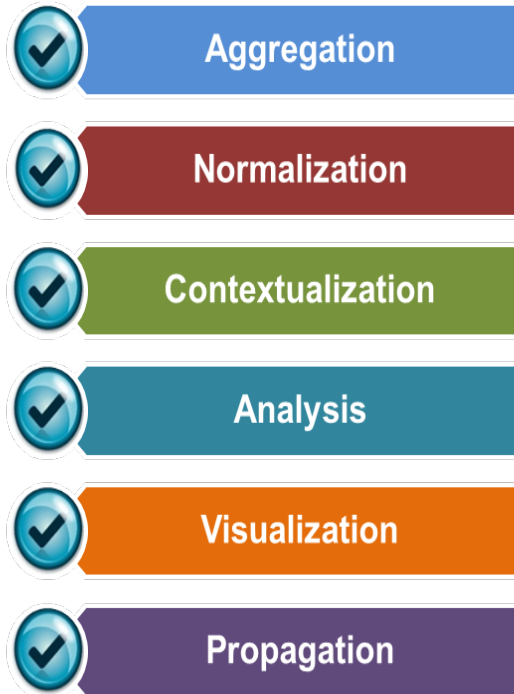 Aggregation
Normalization
Contextualization
Analysis
Visualization
Propagation